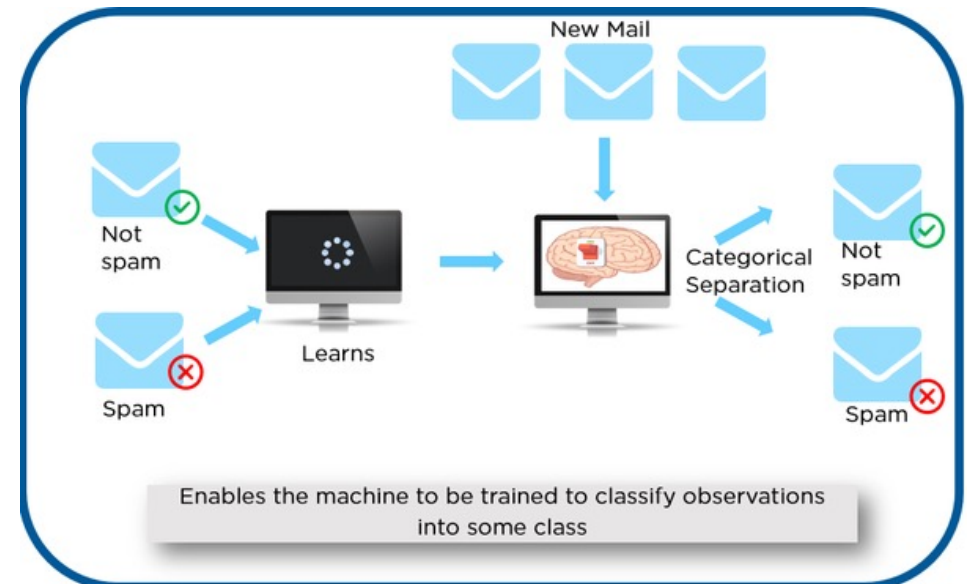 New Mail
Not
spam
Spam
Learns
Categorical
Separation
Not
spam
Spam
Enables the machine to be trained to classify observations
into some class